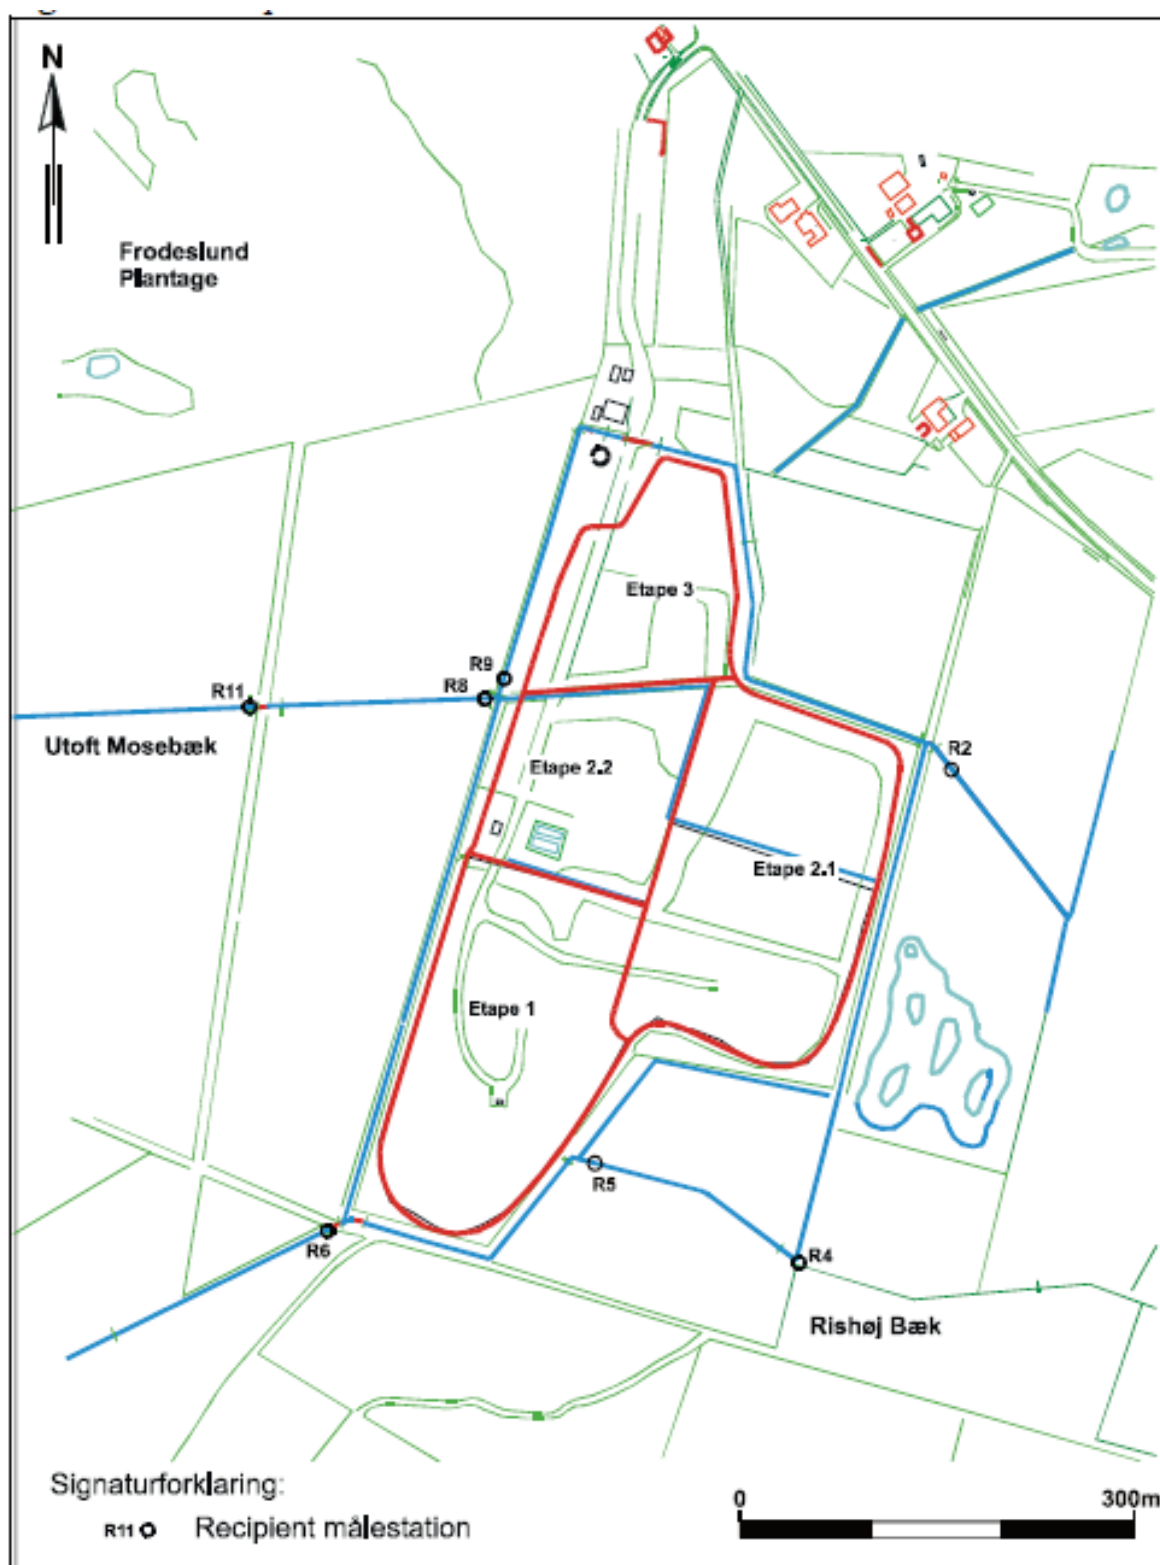 N
Frodeslund
Plantage
Etape 3
R9
R8
R11
Utoft Mosebæk
R2
Etape 2.2
Etape 2.1
Etape 1
R5
R6
R4
Rishøj Bæk
Signaturforklaring:
R11 Recipient målestation
0 300m